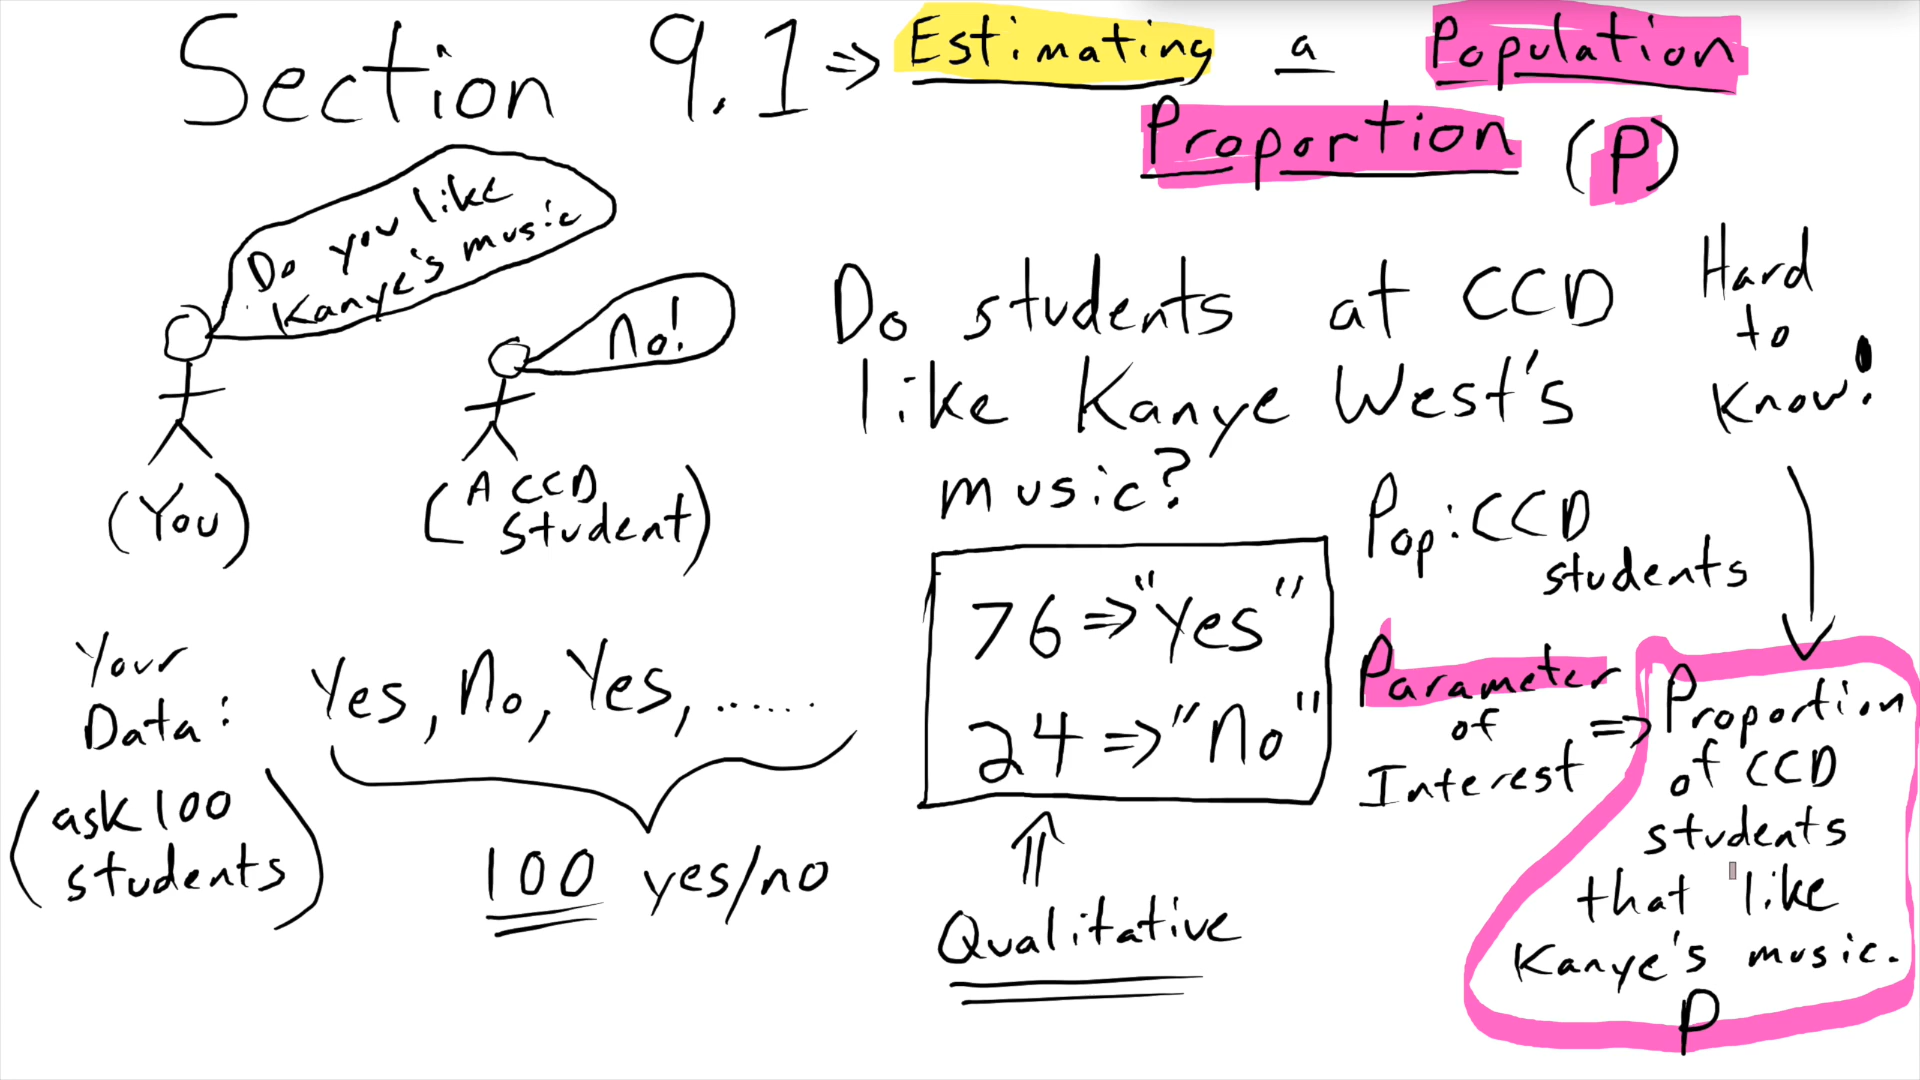 Section 9.1 => Estimating a Population
Proportion (P)
Do you like
Kanye's music
No!
(You)
(A CCD
student)
Do students at CCD
like Kanye West's
music?
Hard
to
Know!
Pop: CCD
students
Your
Data:
Yes, No, Yes, ......
(ask 100
students)
100 yes/no
76 => "Yes"
24 => "No"
Qualitative
Parameter
of
Interest
=> Proportion
of CCD
students
that like
Kanye's music.
P